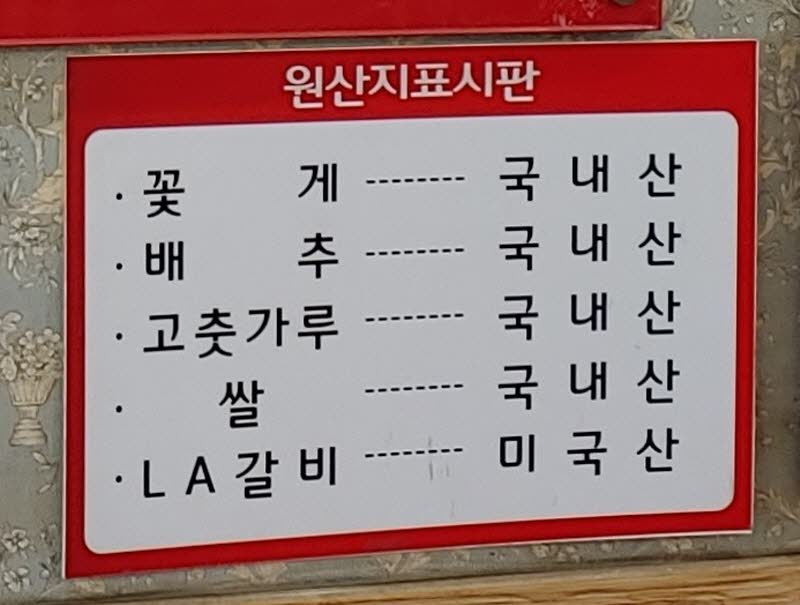 원산지표시판
· 꽃 게 -------- 국 내 산
· 배 추 -------- 국 내 산
· 고춧가루 -------- 국 내 산
· 쌀 -------- 국 내 산
· L A 갈 비 -------- 미 국 산